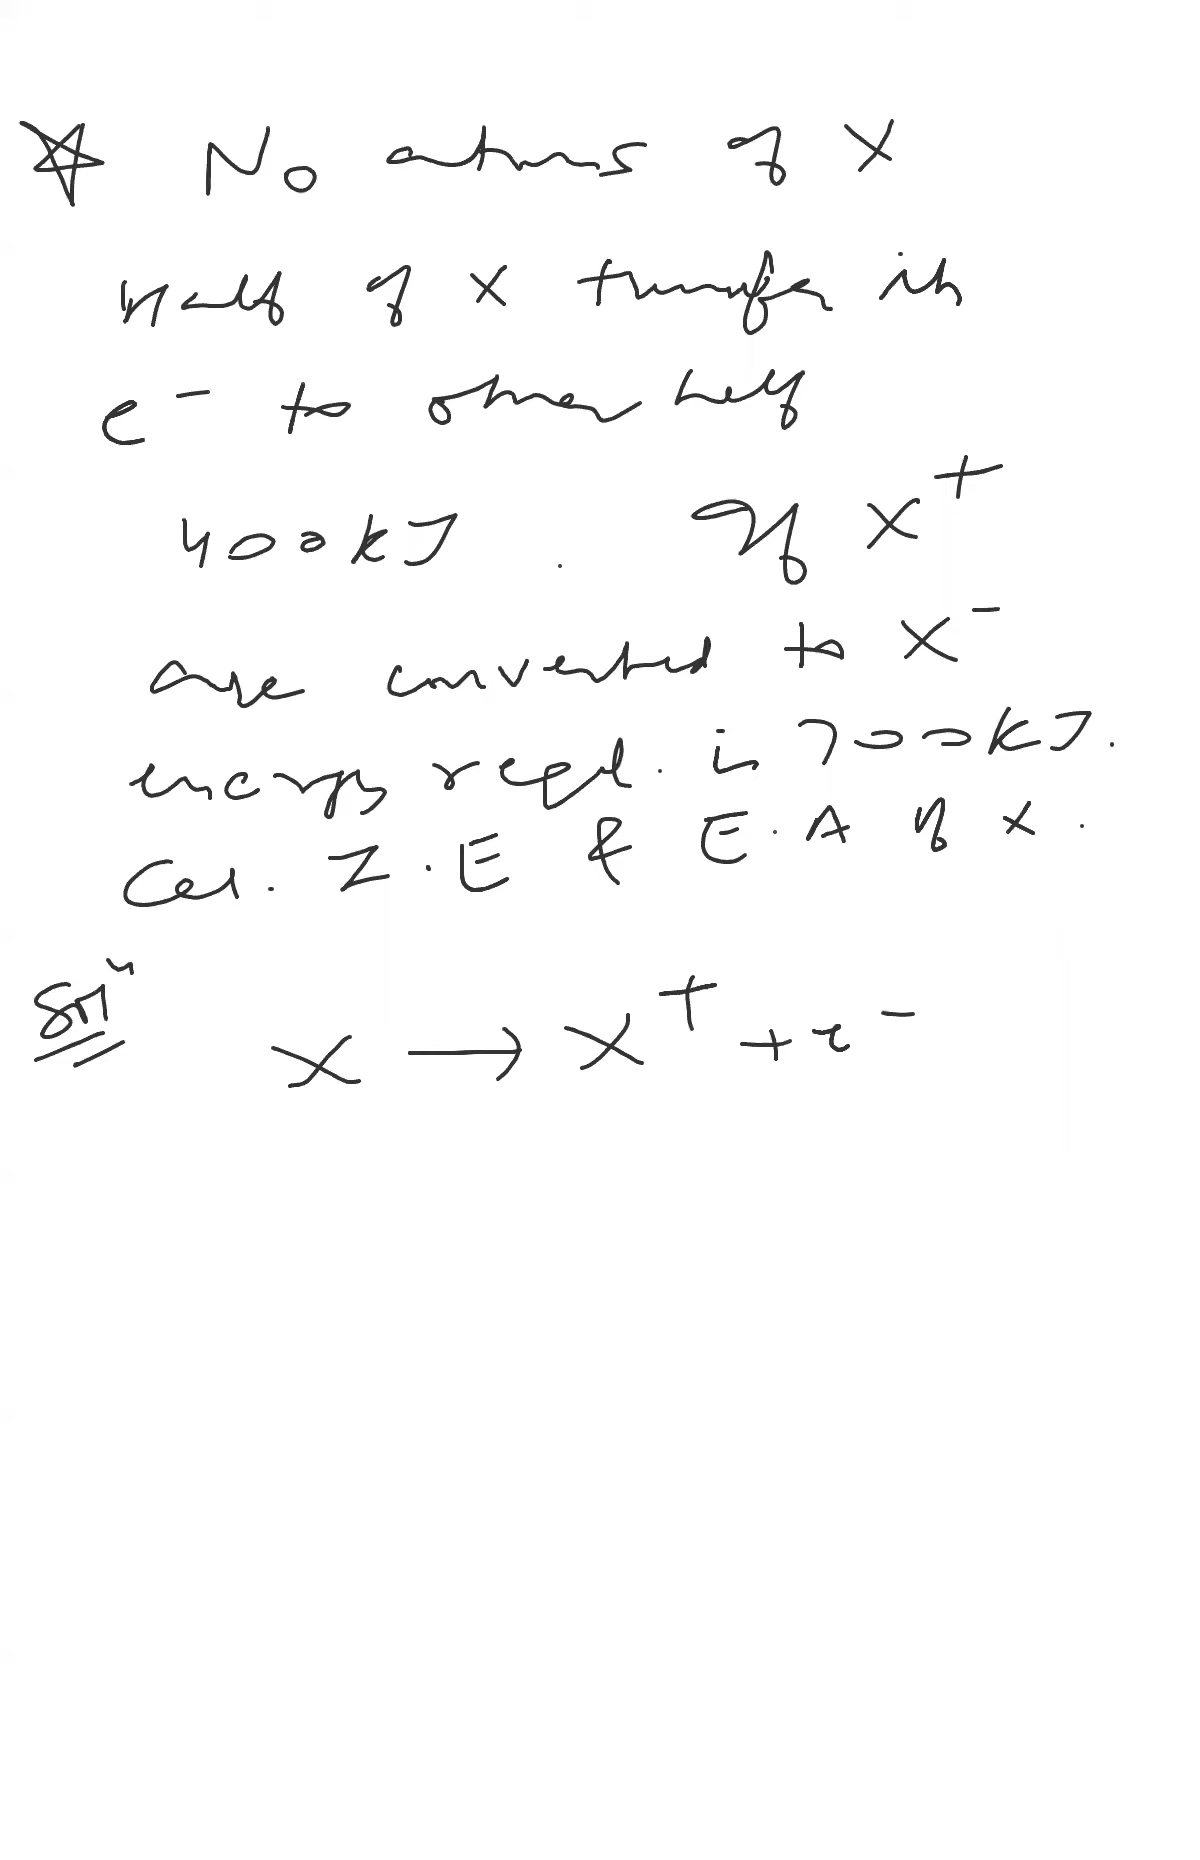 ☆ No atoms of X
Half of X transfer its
e⁻ to other half
400kJ. If X⁺
are converted to X⁻
energy reqd. is 700kJ.
Cal. I.E & E.A of X.
Solⁿ
X → X⁺ + e⁻